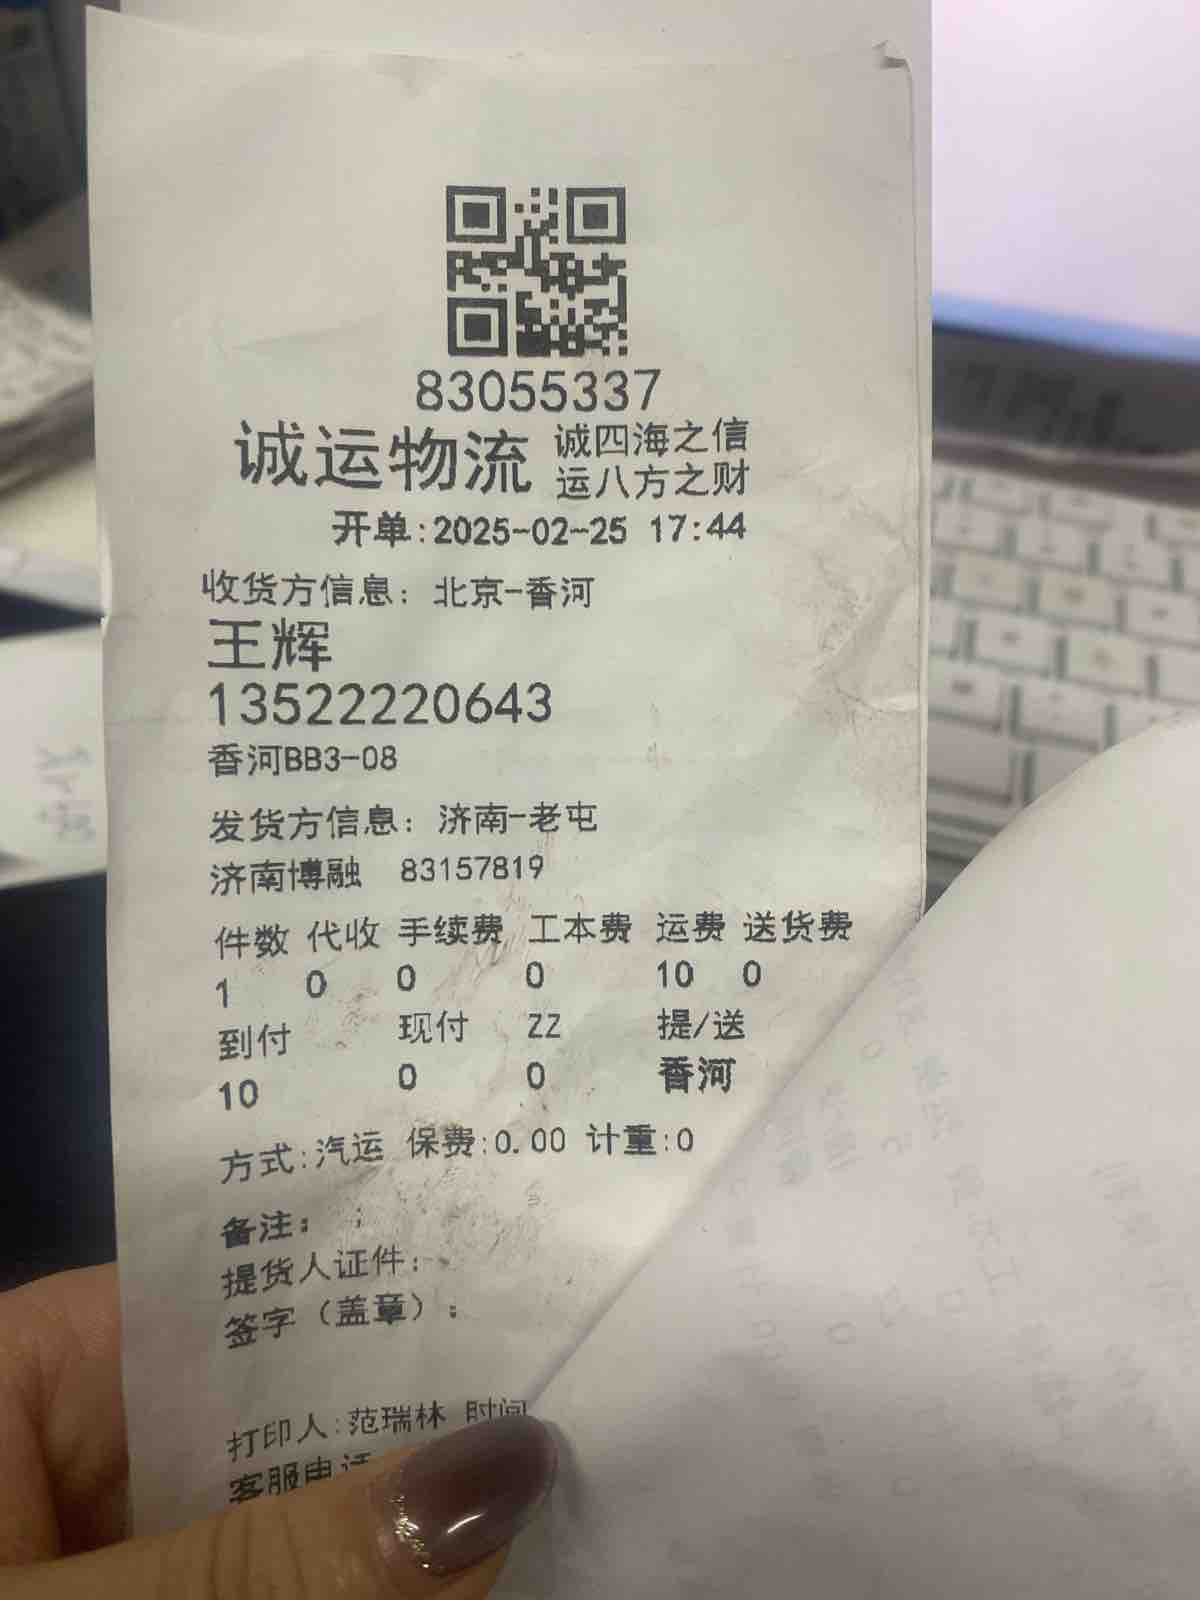 83055337
诚运物流 诚四海之信
运八方之财
开单:2025-02-25 17:44
收货方信息: 北京-香河
王辉
13522220643
香河BB3-08
发货方信息: 济南-老屯
济南博融 83157819
件数 代收 手续费 工本费 运费 送货费
1 0 0 0 10 0
到付 现付 ZZ 提/送
10 0 0 香河
方式:汽运 保费:0.00 计重:0
备注:
提货人证件:
签字（盖章）:
打印人:范瑞林 时间
客服电话